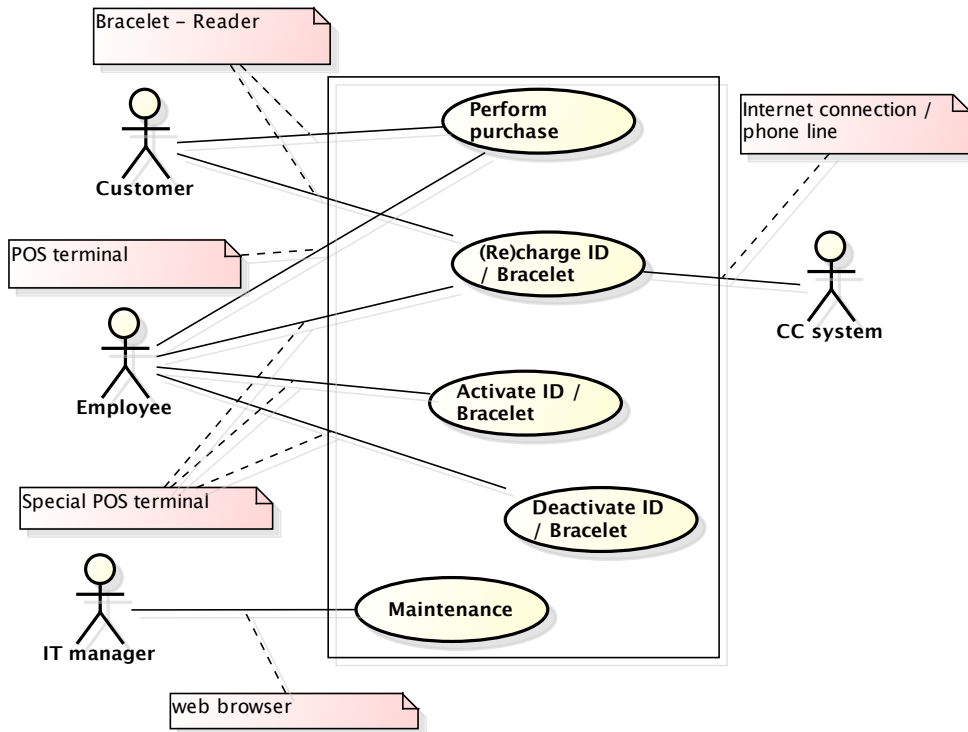 Bracelet – Reader
Perform
purchase
Internet connection /
phone line
Customer
POS terminal
(Re)charge ID
/ Bracelet
CC system
Employee
Activate ID /
Bracelet
Special POS terminal
Deactivate ID
/ Bracelet
Maintenance
IT manager
web browser